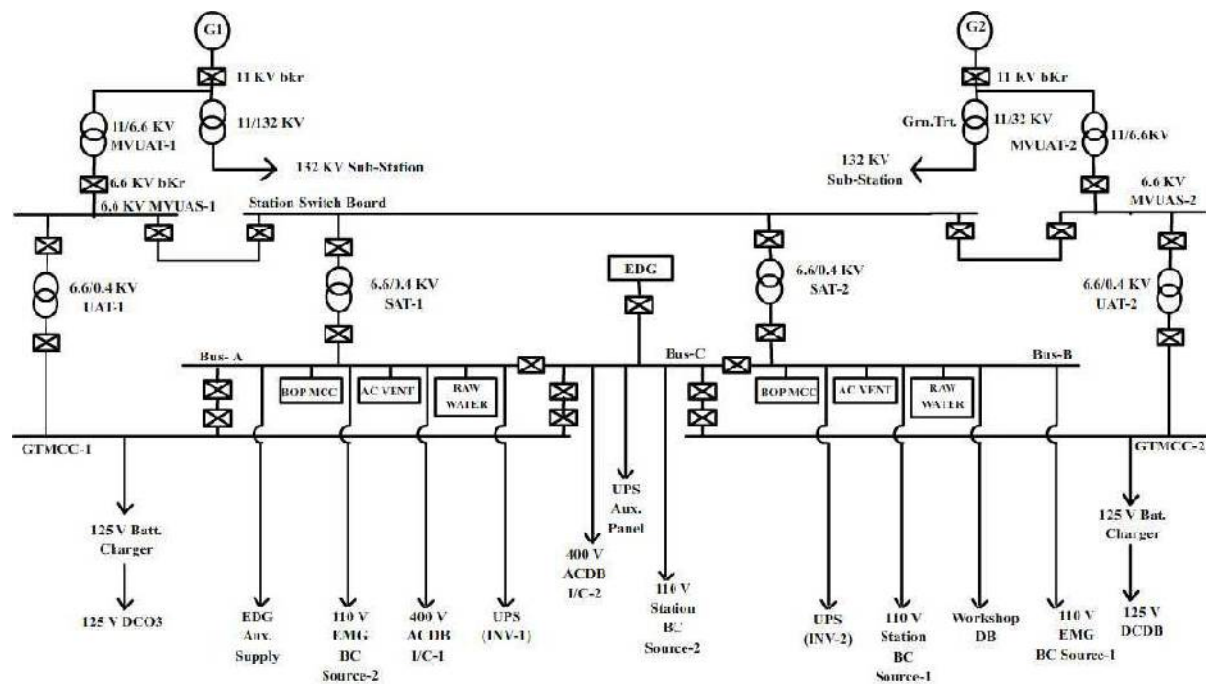 G1
G2
11 KV bkr
11 KV bKr
11/6.6 KV
MVUAT-1
11/132 KV
Grn.Trt.
11/32 KV
11/6.6KV
MVUAT-2
132 KV Sub-Station
132 KV
Sub-Station
6.6 KV bKr
6.6 KV MVUAS-1
Station Switch Board
6.6 KV
MVUAS-2
6.6/0.4 KV
UAT-1
6.6/0.4 KV
SAT-1
EDG
6.6/0.4 KV
SAT-2
6.6/0.4 KV
UAT-2
Bus- A
Bus-C
Bus-B
BOP MCC
AC VENT
RAW
WATER
BOP MCC
AC VENT
RAW
WATER
GTMCC-1
GTMCC-2
125 V Batt.
Charger
125 V DCO3
EDG
Aux.
Supply
110 V
EMG
BC
Source-2
400 V
ACDB
I/C-1
UPS
(INV-1)
400 V
ACDB
I/C-2
UPS
Aux.
Panel
110 V
Station
BC
Source-2
UPS
(INV-2)
110 V
Station
BC
Source-1
Workshop
DB
110 V
EMG
BC Source-1
125 V Bat.
Charger
125 V
DCDB